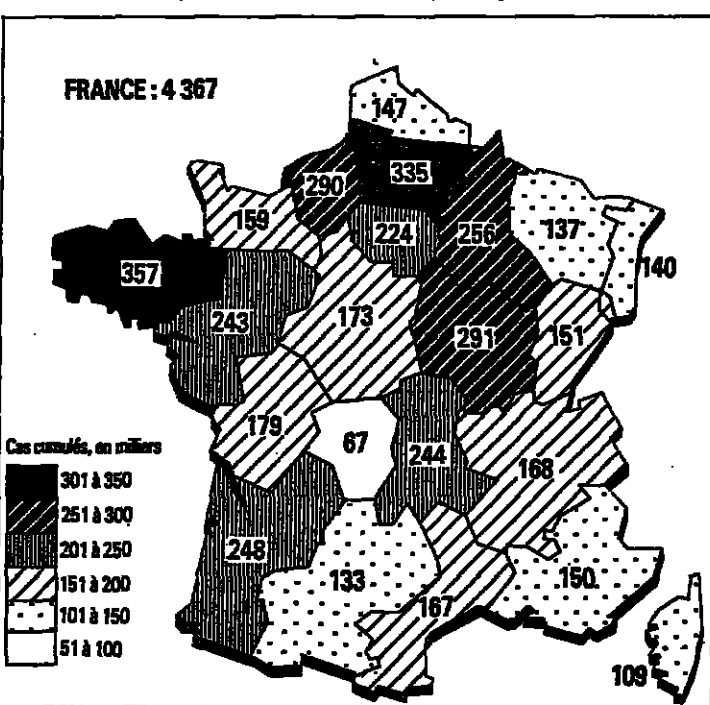 FRANCE : 4 367
147
335
290
159
224
256
137
140
357
243
173
291
151
179
67
244
168
248
133
167
150
109
Cas cumulés, en milliers
301 à 350
251 à 300
201 à 250
151 à 200
101 à 150
51 à 100